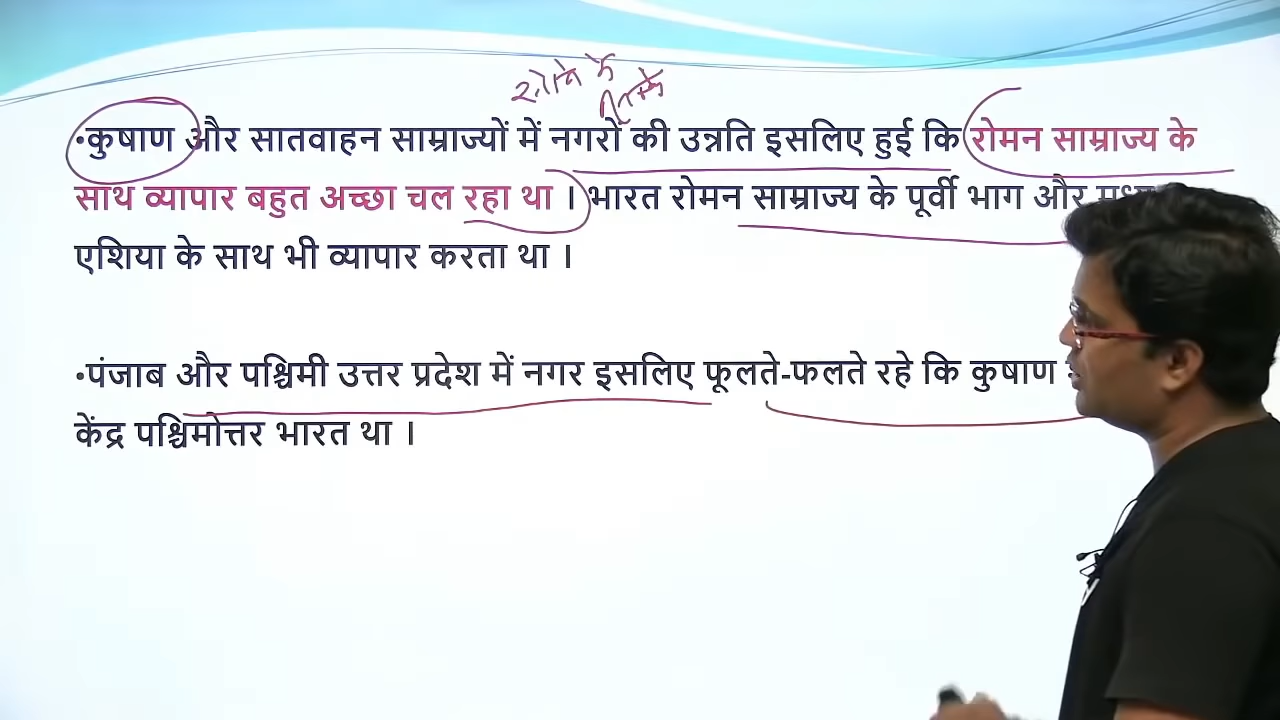 सोने के
सिक्के
•कुषाण और सातवाहन साम्राज्यों में नगरों की उन्नति इसलिए हुई कि रोमन साम्राज्य के
साथ व्यापार बहुत अच्छा चल रहा था । भारत रोमन साम्राज्य के पूर्वी भाग और
एशिया के साथ भी व्यापार करता था ।
•पंजाब और पश्चिमी उत्तर प्रदेश में नगर इसलिए फूलते-फलते रहे कि कुषाण
केंद्र पश्चिमोत्तर भारत था ।